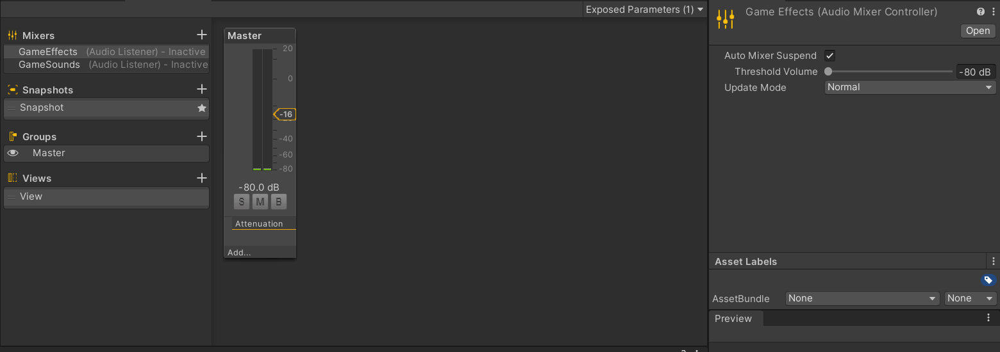 Exposed Parameters (1)
Mixers
GameEffects (Audio Listener) - Inactive
GameSounds (Audio Listener) - Inactive
Snapshots
Snapshot
Groups
Master
Views
View
Master
20
0
-16
-40
-60
-80
-80.0 dB
S M B
Attenuation
Add...
Game Effects (Audio Mixer Controller)
Open
Auto Mixer Suspend
Threshold Volume -80 dB
Update Mode Normal
Asset Labels
AssetBundle None None
Preview